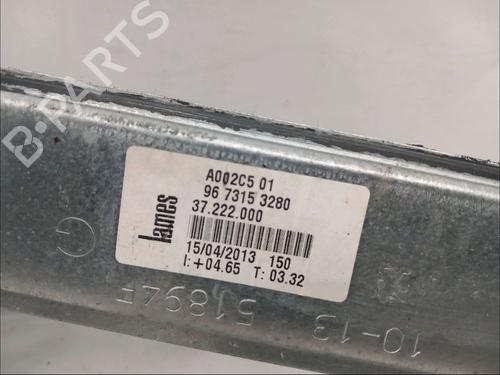 B-PARTS
A002C5 01
96 7315 3280
37.222.000
lames
15/04/2013 150
I:+04.65 T: 03.32
G
10-13 51894F